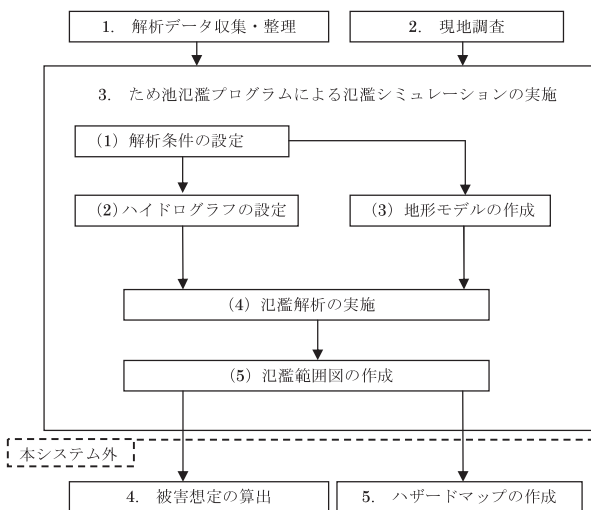 1. 解析データ収集・整理
2. 現地調査
3. ため池氾濫プログラムによる氾濫シミュレーションの実施
(1) 解析条件の設定
(2)ハイドログラフの設定
(3) 地形モデルの作成
(4) 氾濫解析の実施
(5) 氾濫範囲図の作成
本システム外
4. 被害想定の算出
5. ハザードマップの作成